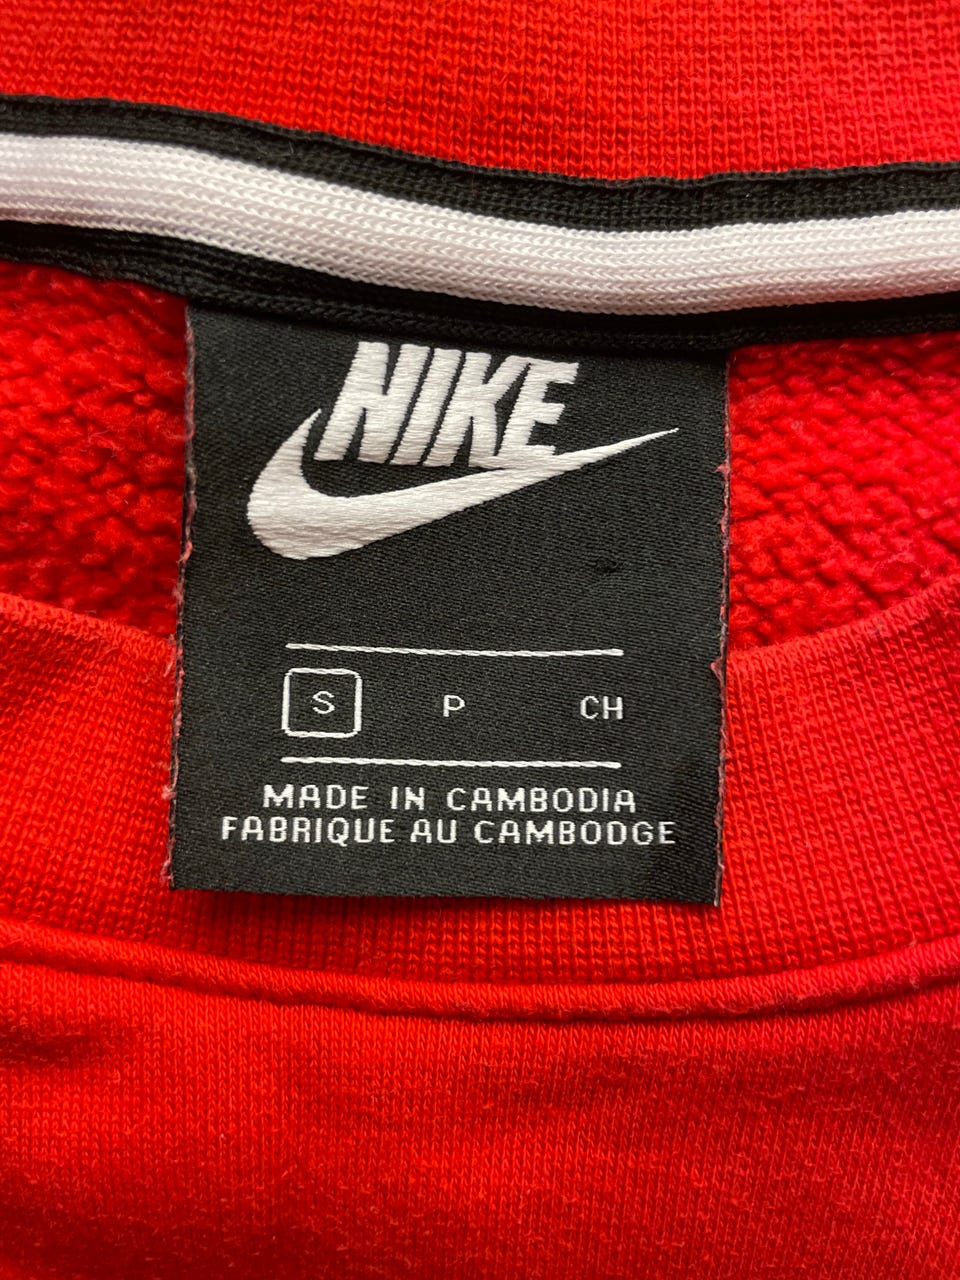 NIKE
S P CH
MADE IN CAMBODIA
FABRIQUE AU CAMBODGE